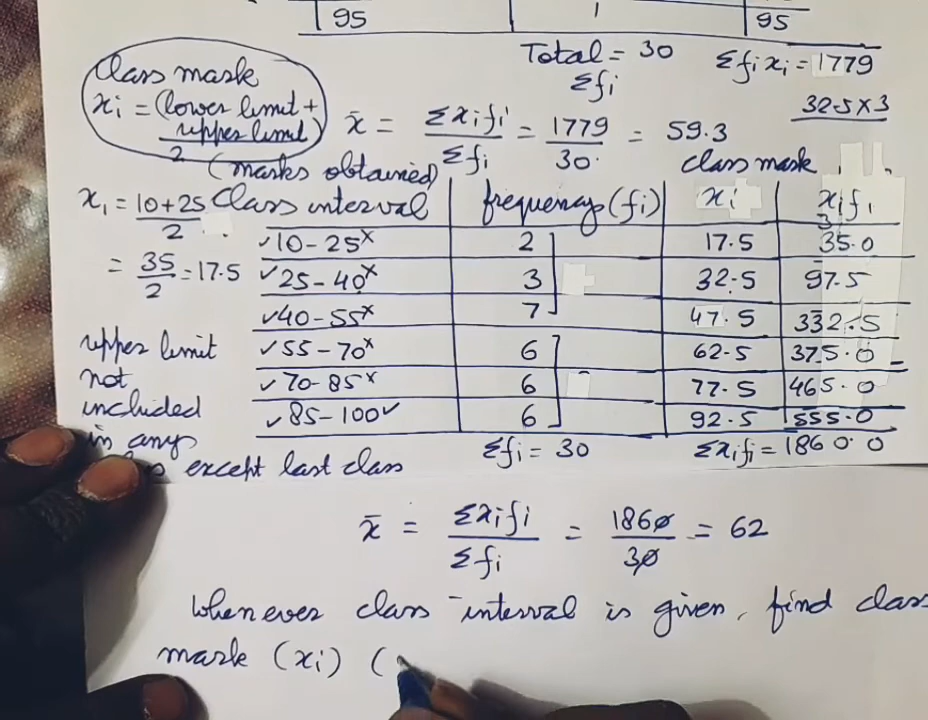 95 1 95
Total = 30 Σfixi = 1779
Σfi
Class mark
xi = (lower limit +
upper limit)
2
32.5 x 3
x̄ = Σxifi / Σfi = 1779 / 30 = 59.3
(marks obtained) class mark
Class interval frequency (fi) xi xifi
10-25 2 17.5 35.0
25-40 3 32.5 97.5
40-55 7 47.5 332.5
55-70 6 62.5 375.0
70-85 6 77.5 465.0
85-100 6 92.5 555.0
Σfi = 30 Σxifi = 1860.0
x1 = 10+25 / 2
= 35 / 2 = 17.5
upper limit
not
included
in any
except last class
x̄ = Σxifi / Σfi = 1860 / 30 = 62
Whenever class interval is given, find class
mark (xi) (